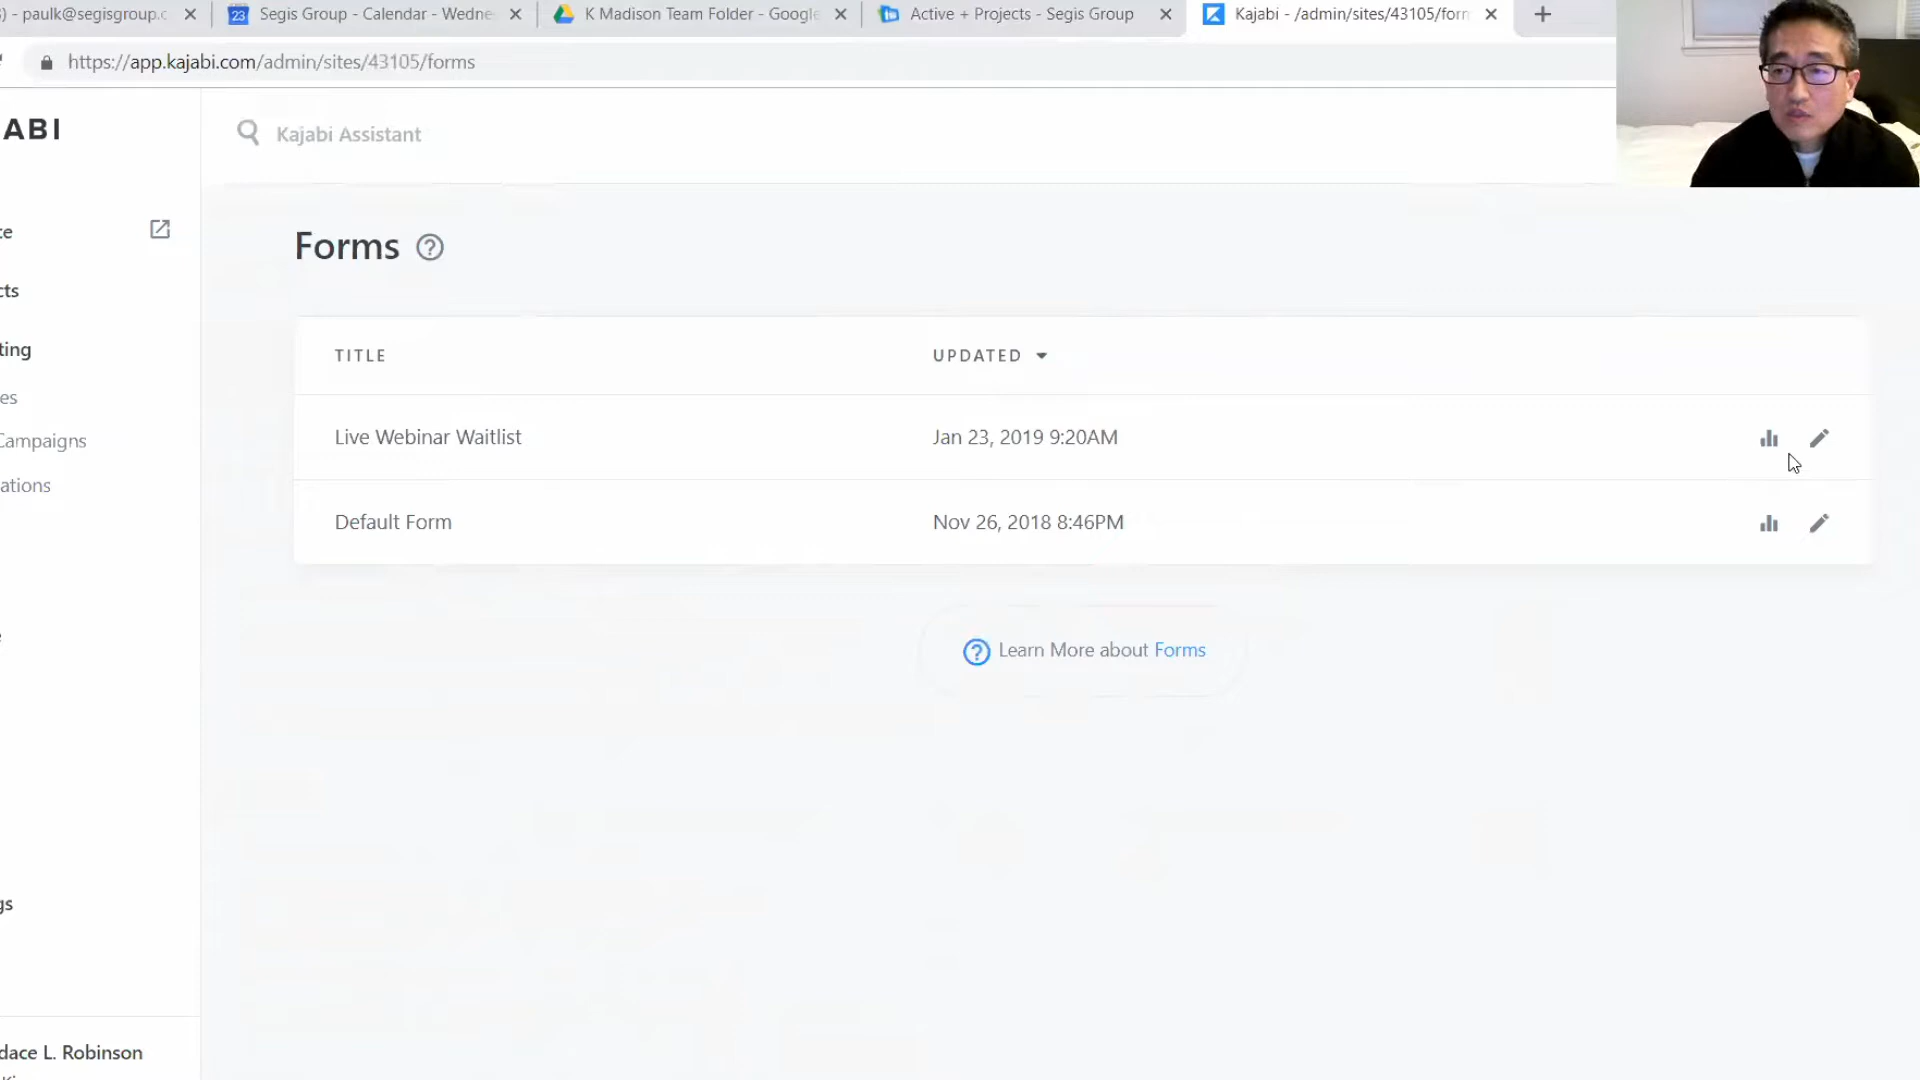 ) - paulk@segisgroup.c
23 Segis Group - Calendar - Wedne
K Madison Team Folder - Google
Active + Projects - Segis Group
Kajabi - /admin/sites/43105/forn
https://app.kajabi.com/admin/sites/43105/forms
ABI
Kajabi Assistant
te
cts
ting
es
Campaigns
ations
gs
dace L. Robinson
Forms ?
TITLE UPDATED
Live Webinar Waitlist Jan 23, 2019 9:20AM
Default Form Nov 26, 2018 8:46PM
? Learn More about Forms